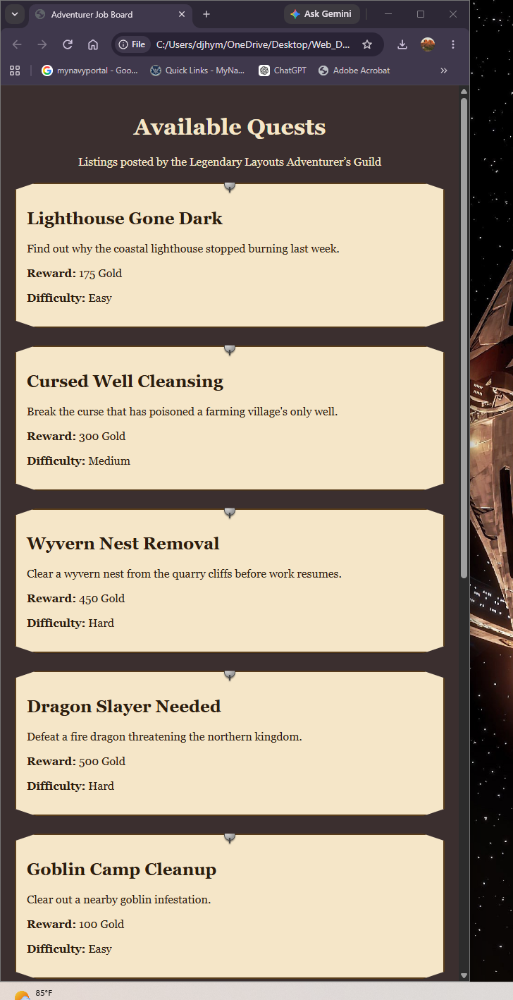 Adventurer Job Board
Ask Gemini
File
C:/Users/djhym/OneDrive/Desktop/Web_D...
mynavyportal - Goo...
Quick Links - MyNa...
ChatGPT
Adobe Acrobat
Available Quests
Listings posted by the Legendary Layouts Adventurer’s Guild
Lighthouse Gone Dark
Find out why the coastal lighthouse stopped burning last week.
Reward: 175 Gold
Difficulty: Easy
Cursed Well Cleansing
Break the curse that has poisoned a farming village's only well.
Reward: 300 Gold
Difficulty: Medium
Wyvern Nest Removal
Clear a wyvern nest from the quarry cliffs before work resumes.
Reward: 450 Gold
Difficulty: Hard
Dragon Slayer Needed
Defeat a fire dragon threatening the northern kingdom.
Reward: 500 Gold
Difficulty: Hard
Goblin Camp Cleanup
Clear out a nearby goblin infestation.
Reward: 100 Gold
Difficulty: Easy
85°F